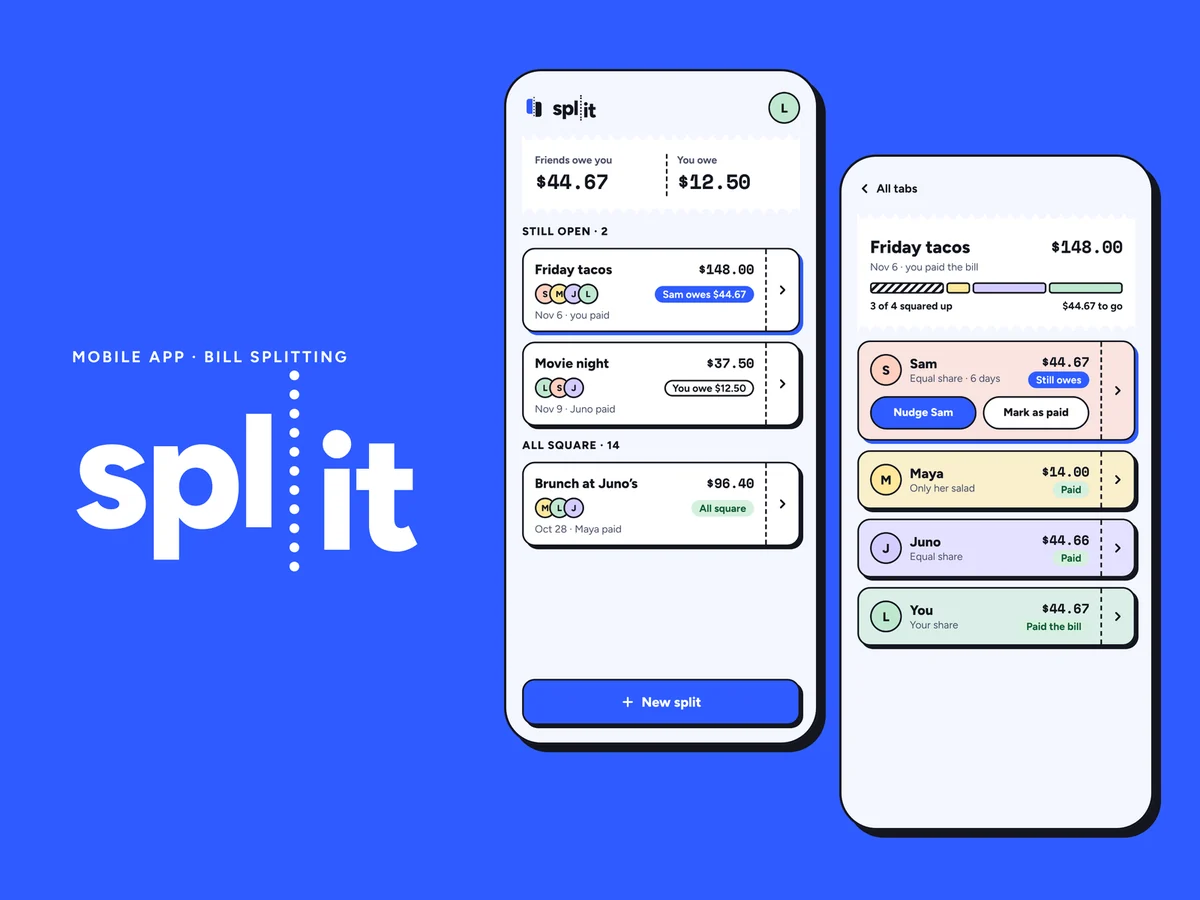 MOBILE APP · BILL SPLITTING
split
split
L
Friends owe you
$44.67
You owe
$12.50
STILL OPEN · 2
Friday tacos
$148.00
S M J L
Sam owes $44.67
Nov 6 · you paid
Movie night
$37.50
L S J
You owe $12.50
Nov 9 · Juno paid
ALL SQUARE · 14
Brunch at Juno’s
$96.40
M L J
All square
Oct 28 · Maya paid
+ New split
All tabs
Friday tacos
$148.00
Nov 6 · you paid the bill
3 of 4 squared up
$44.67 to go
S
Sam
$44.67
Equal share · 6 days
Still owes
Nudge Sam
Mark as paid
M
Maya
$14.00
Only her salad
Paid
J
Juno
$44.66
Equal share
Paid
L
You
$44.67
Your share
Paid the bill